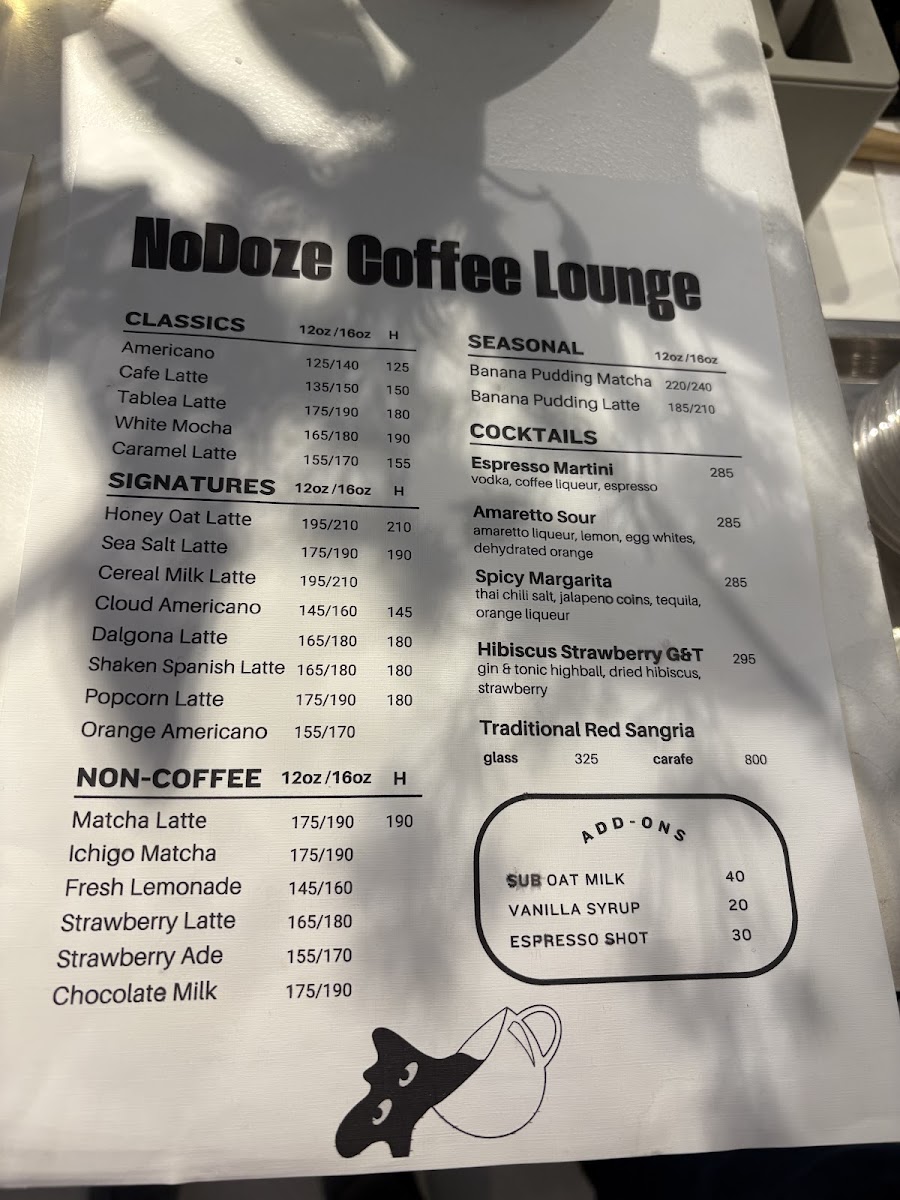 NoDoze Coffee Lounge
CLASSICS 12oz/16oz H
Americano 125/140 125
Cafe Latte 135/150 150
Tablea Latte 175/190 180
White Mocha 165/180 190
Caramel Latte 155/170 155
SIGNATURES 12oz/16oz H
Honey Oat Latte 195/210 210
Sea Salt Latte 175/190 190
Cereal Milk Latte 195/210
Cloud Americano 145/160 145
Dalgona Latte 165/180 180
Shaken Spanish Latte 165/180 180
Popcorn Latte 175/190 180
Orange Americano 155/170
NON-COFFEE 12oz/16oz H
Matcha Latte 175/190 190
Ichigo Matcha 175/190
Fresh Lemonade 145/160
Strawberry Latte 165/180
Strawberry Ade 155/170
Chocolate Milk 175/190
SEASONAL 12oz/16oz
Banana Pudding Matcha 220/240
Banana Pudding Latte 185/210
COCKTAILS
Espresso Martini 285
vodka, coffee liqueur, espresso
Amaretto Sour 285
amaretto liqueur, lemon, egg whites,
dehydrated orange
Spicy Margarita 285
thai chili salt, jalapeno coins, tequila,
orange liqueur
Hibiscus Strawberry G&T 295
gin & tonic highball, dried hibiscus,
strawberry
Traditional Red Sangria
glass 325 carafe 800
ADD-ONS
SUB OAT MILK 40
VANILLA SYRUP 20
ESPRESSO SHOT 30